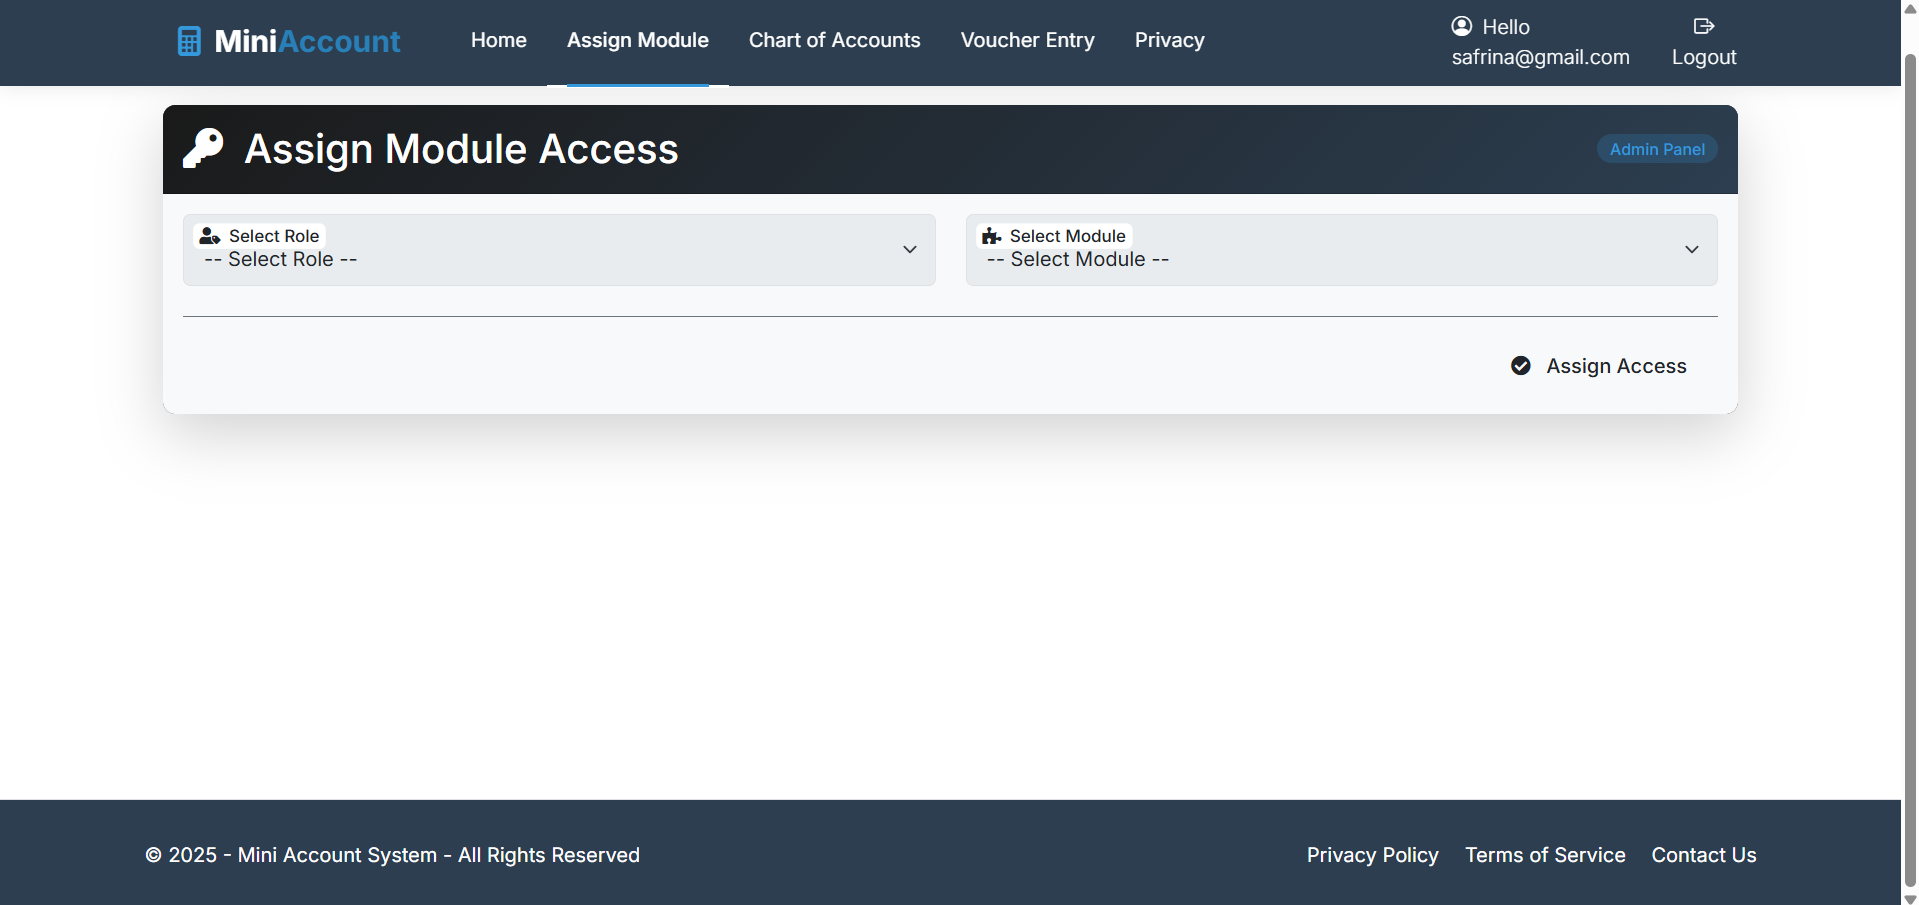 MiniAccount
Home
Assign Module
Chart of Accounts
Voucher Entry
Privacy
Hello
safrina@gmail.com
Logout
Assign Module Access
Admin Panel
Select Role
-- Select Role --
Select Module
-- Select Module --
Assign Access
© 2025 - Mini Account System - All Rights Reserved
Privacy Policy
Terms of Service
Contact Us